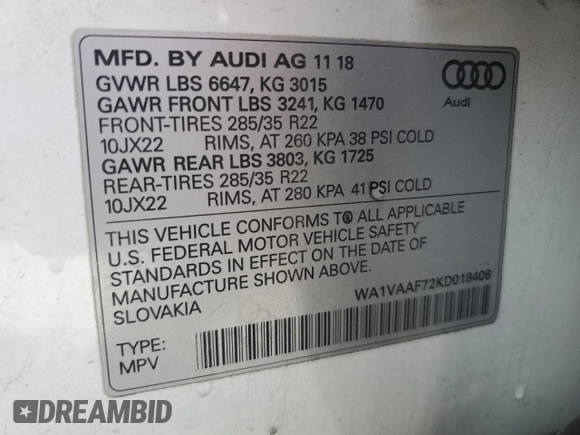 MFD. BY AUDI AG 11 18
GVWR LBS 6647, KG 3015
GAWR FRONT LBS 3241, KG 1470
FRONT-TIRES 285/35 R22
10JX22 RIMS, AT 260 KPA 38 PSI COLD
GAWR REAR LBS 3803, KG 1725
REAR-TIRES 285/35 R22
10JX22 RIMS, AT 280 KPA 41 PSI COLD
Audi
THIS VEHICLE CONFORMS TO ALL APPLICABLE
U.S. FEDERAL MOTOR VEHICLE SAFETY
STANDARDS IN EFFECT ON THE DATE OF
MANUFACTURE SHOWN ABOVE.
SLOVAKIA
WA1VAAF72KD018406
TYPE:
MPV
DREAMBID